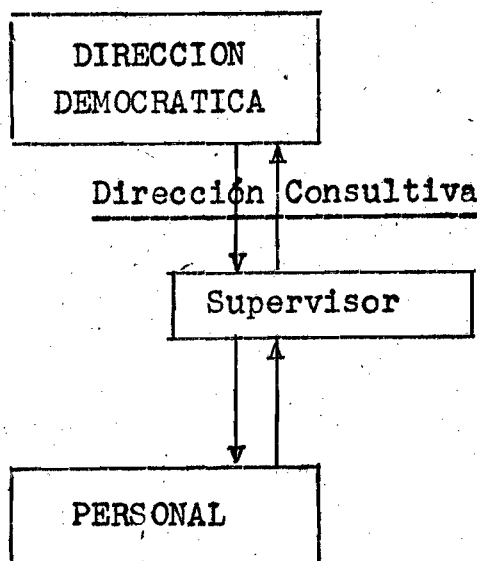 DIRECCION
DEMOCRATICA
Dirección Consultiva
Supervisor
PERSONAL